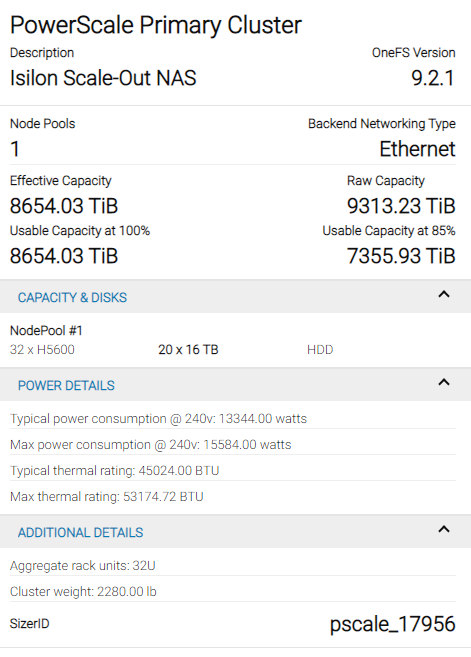 PowerScale Primary Cluster
Description OneFS Version
Isilon Scale-Out NAS 9.2.1
Node Pools Backend Networking Type
1 Ethernet
Effective Capacity Raw Capacity
8654.03 TiB 9313.23 TiB
Usable Capacity at 100% Usable Capacity at 85%
8654.03 TiB 7355.93 TiB
CAPACITY & DISKS
NodePool #1
32 x H5600 20 x 16 TB HDD
POWER DETAILS
Typical power consumption @ 240v: 13344.00 watts
Max power consumption @ 240v: 15584.00 watts
Typical thermal rating: 45024.00 BTU
Max thermal rating: 53174.72 BTU
ADDITIONAL DETAILS
Aggregate rack units: 32U
Cluster weight: 2280.00 lb
SizerID pscale_17956